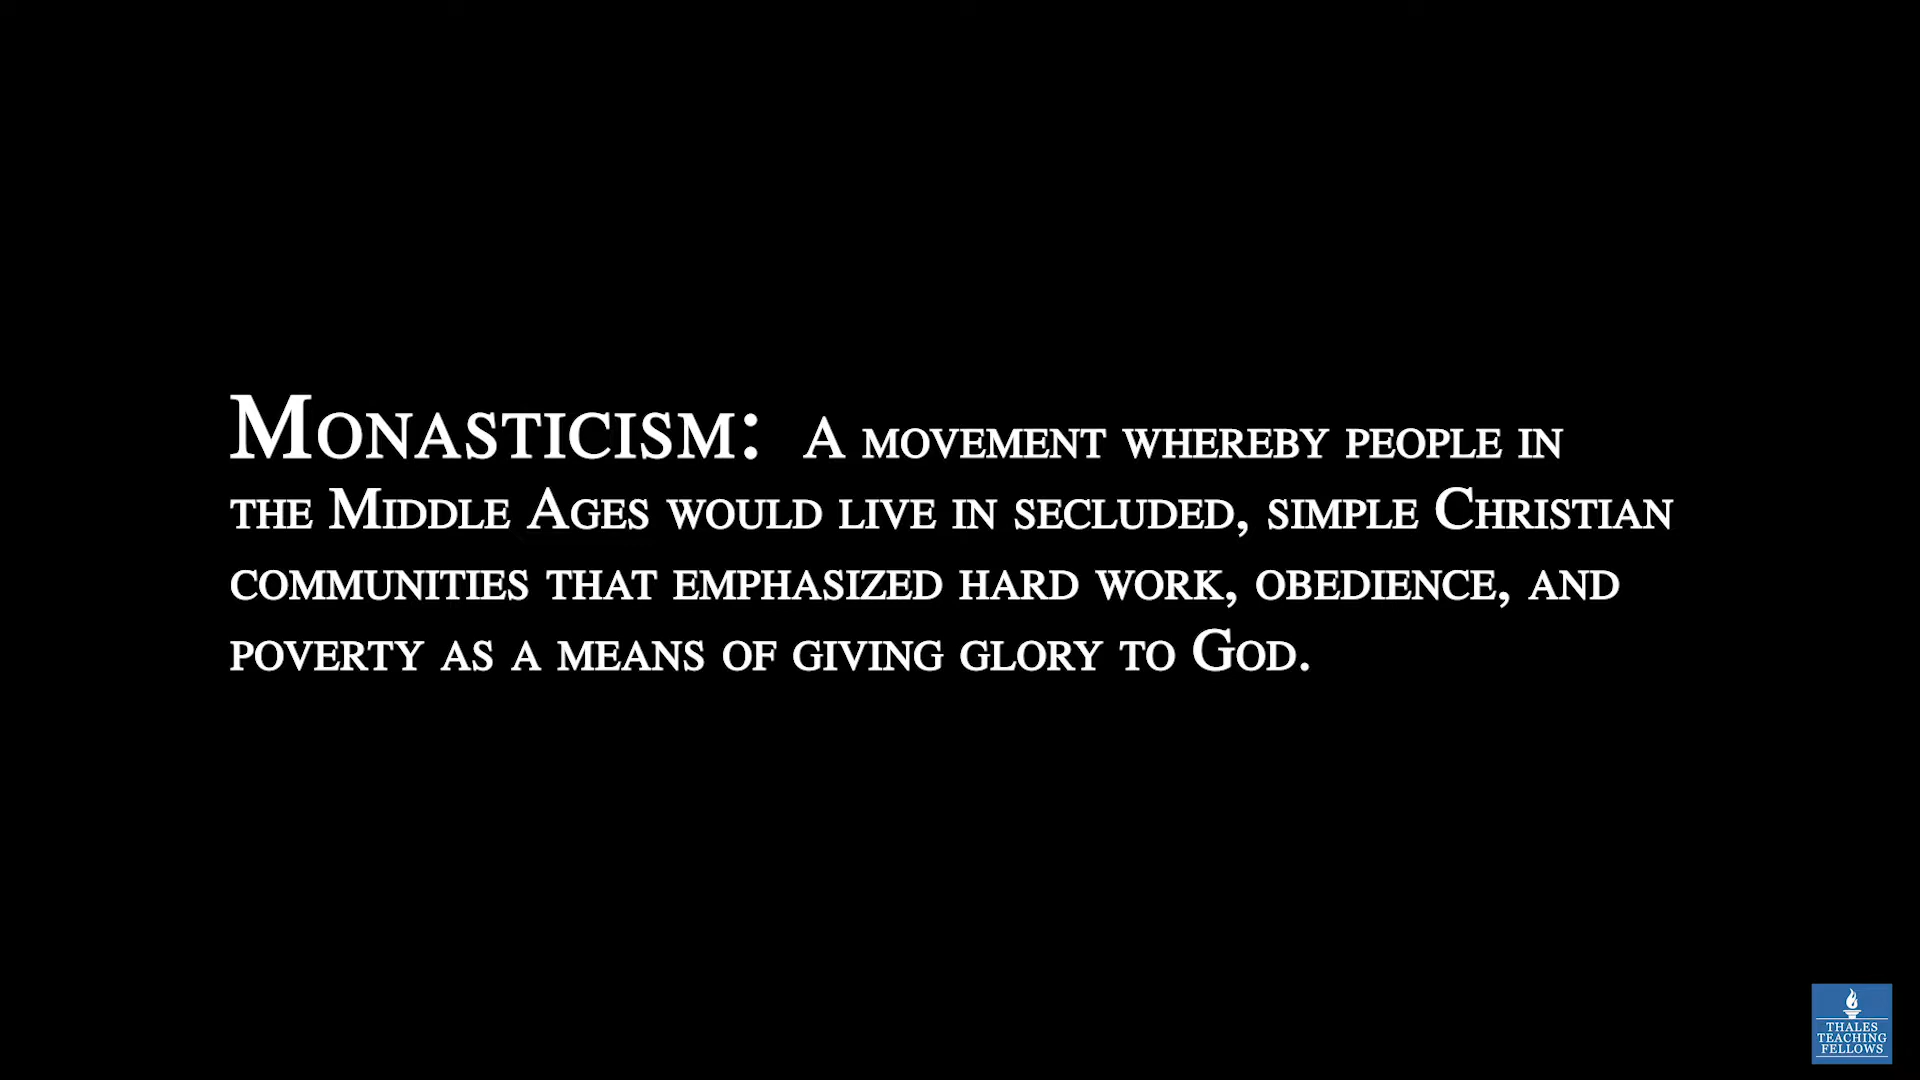 Monasticism: A movement whereby people in
the Middle Ages would live in secluded, simple Christian
communities that emphasized hard work, obedience, and
poverty as a means of giving glory to God.
THALES
TEACHING
FELLOWS